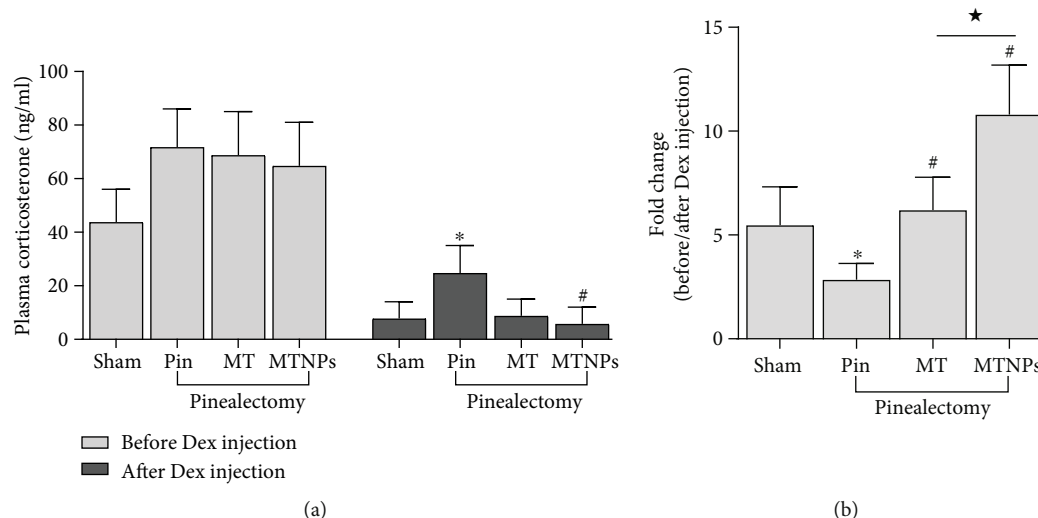 Plasma corticosterone (ng/ml)
100
80
60
40
20
0
*
#
Sham Pin MT MTNPs Sham Pin MT MTNPs
Pinealectomy Pinealectomy
Before Dex injection
After Dex injection
(a)
Fold change
(before/after Dex injection)
15
10
5
0
★
*
#
#
Sham Pin MT MTNPs
Pinealectomy
(b)